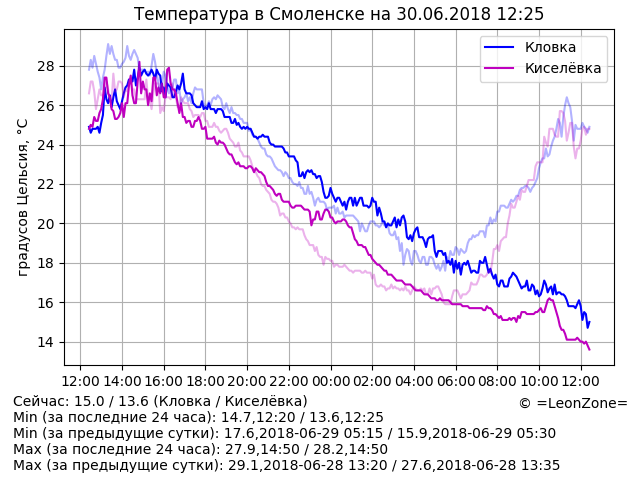 Температура в Смоленске на 30.06.2018 12:25
Кловка
Киселёвка
градусов Цельсия, °C
28
26
24
22
20
18
16
14
12:00 14:00 16:00 18:00 20:00 22:00 00:00 02:00 04:00 06:00 08:00 10:00 12:00
Сейчас: 15.0 / 13.6 (Кловка / Киселёвка)
© =LeonZone=
Min (за последние 24 часа): 14.7,12:20 / 13.6,12:25
Min (за предыдущие сутки): 17.6,2018-06-29 05:15 / 15.9,2018-06-29 05:30
Max (за последние 24 часа): 27.9,14:50 / 28.2,14:50
Max (за предыдущие сутки): 29.1,2018-06-28 13:20 / 27.6,2018-06-28 13:35